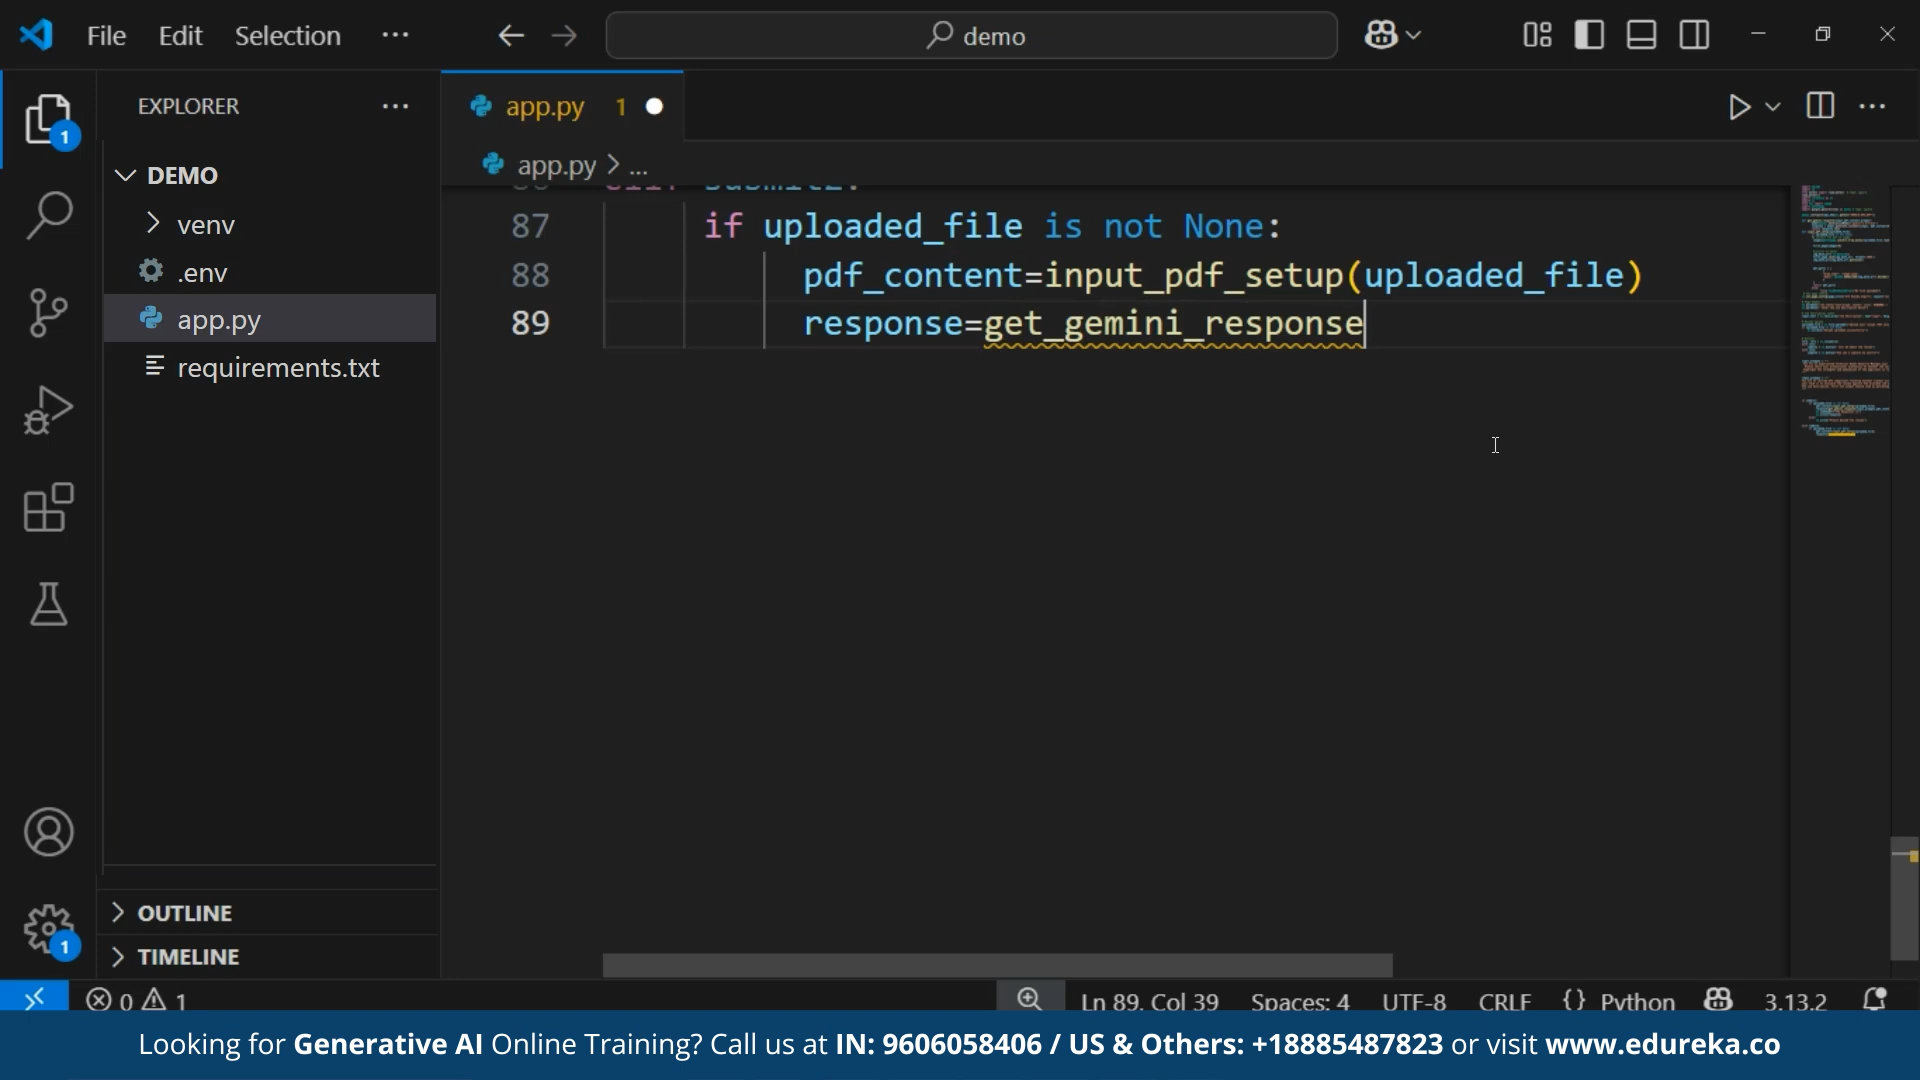 File Edit Selection ... demo
EXPLORER ... app.py 1
DEMO
app.py > ...
venv
.env
app.py
requirements.txt
87 if uploaded_file is not None:
88 pdf_content=input_pdf_setup(uploaded_file)
89 response=get_gemini_response
1
OUTLINE
1
TIMELINE
0 1 Ln 89, Col 39 Spaces: 4 UTF-8 CRLF {} Python 3.13.2
Looking for Generative AI Online Training? Call us at IN: 9606058406 / US & Others: +18885487823 or visit www.edureka.co